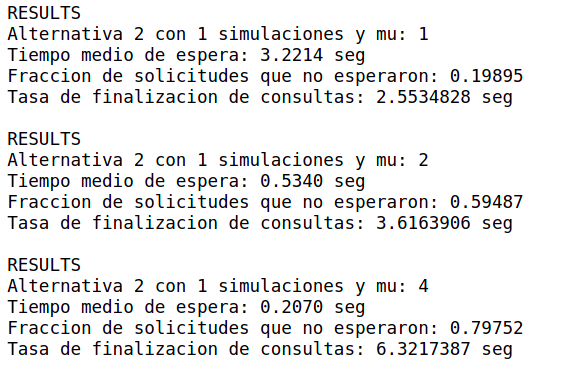 RESULTS
Alternativa 2 con 1 simulaciones y mu: 1
Tiempo medio de espera: 3.2214 seg
Fraccion de solicitudes que no esperaron: 0.19895
Tasa de finalizacion de consultas: 2.5534828 seg
RESULTS
Alternativa 2 con 1 simulaciones y mu: 2
Tiempo medio de espera: 0.5340 seg
Fraccion de solicitudes que no esperaron: 0.59487
Tasa de finalizacion de consultas: 3.6163906 seg
RESULTS
Alternativa 2 con 1 simulaciones y mu: 4
Tiempo medio de espera: 0.2070 seg
Fraccion de solicitudes que no esperaron: 0.79752
Tasa de finalizacion de consultas: 6.3217387 seg